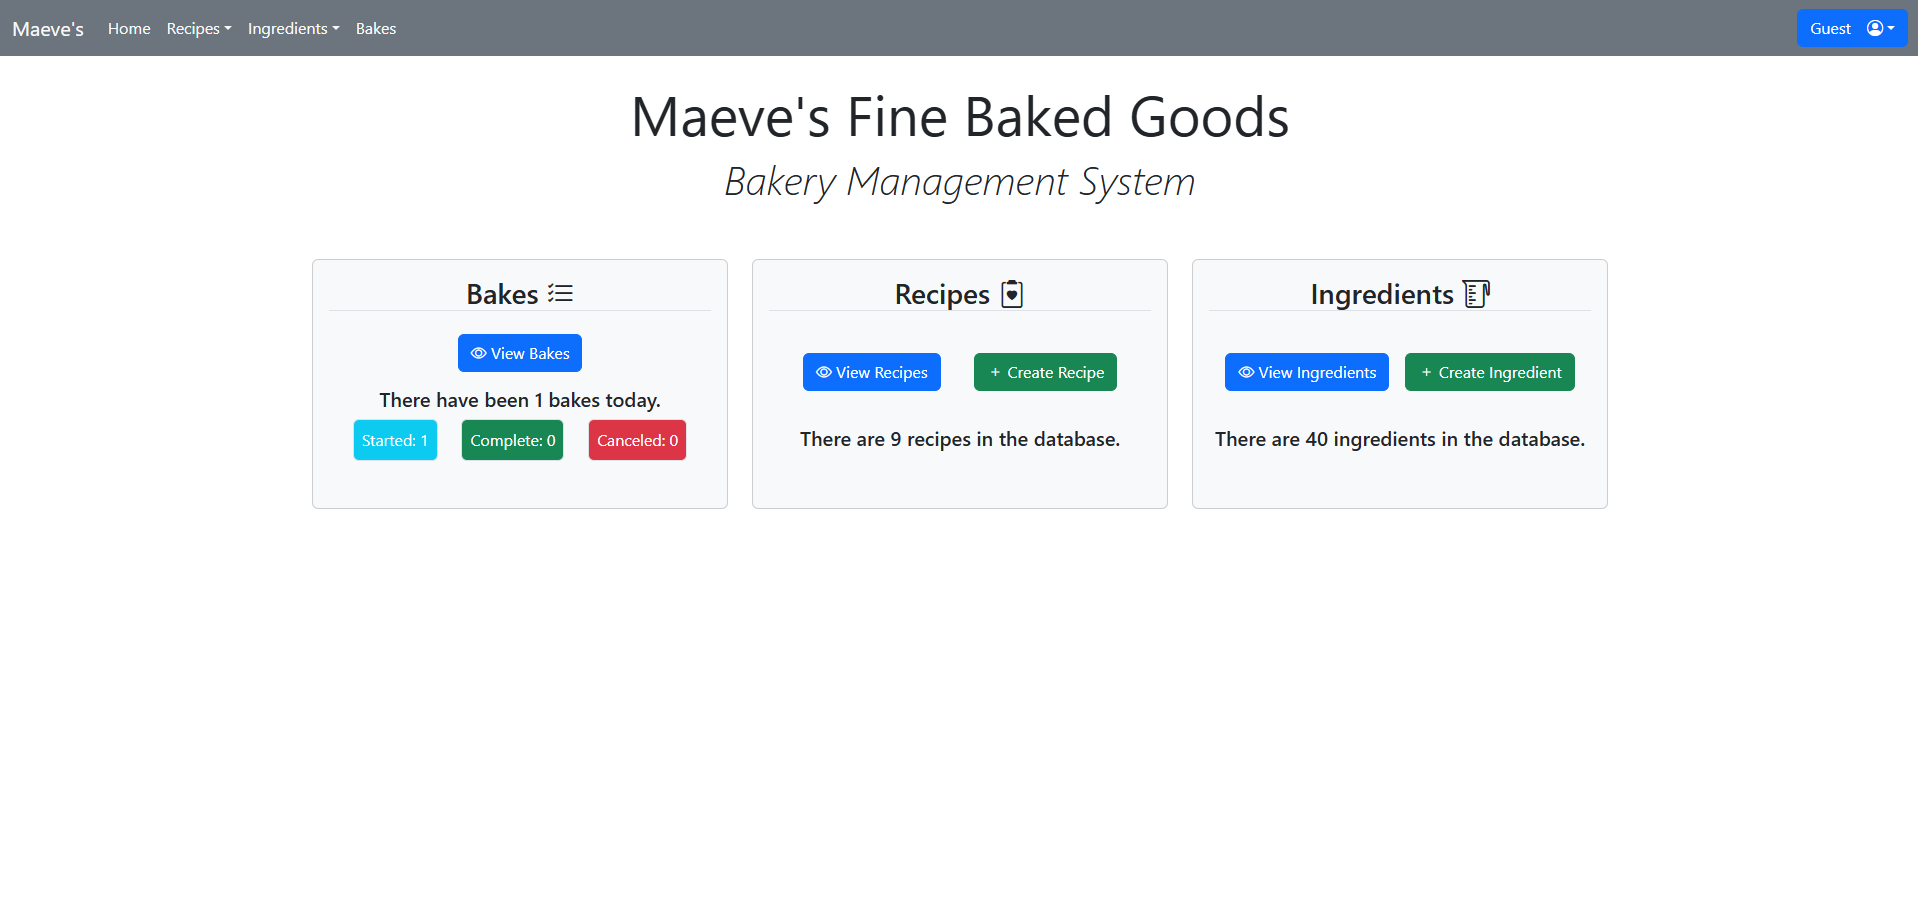 Maeve's Home Recipes Ingredients Bakes Guest
Maeve's Fine Baked Goods
Bakery Management System
Bakes
View Bakes
There have been 1 bakes today.
Started: 1 Complete: 0 Canceled: 0
Recipes
View Recipes + Create Recipe
There are 9 recipes in the database.
Ingredients
View Ingredients + Create Ingredient
There are 40 ingredients in the database.